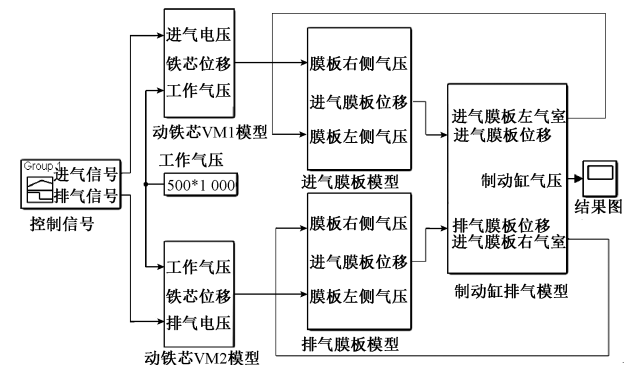 进气电压
铁芯位移
工作气压
动铁芯VM1模型
膜板右侧气压
进气膜板位移
膜板左侧气压
进气膜板模型
进气膜板左气室
进气膜板位移
制动缸气压
排气膜板位移
进气膜板右气室
制动缸排气模型
结果图
Group 1
进气信号
排气信号
控制信号
工作气压
500*1 000
工作气压
铁芯位移
排气电压
动铁芯VM2模型
膜板右侧气压
进气膜板位移
膜板左侧气压
排气膜板模型